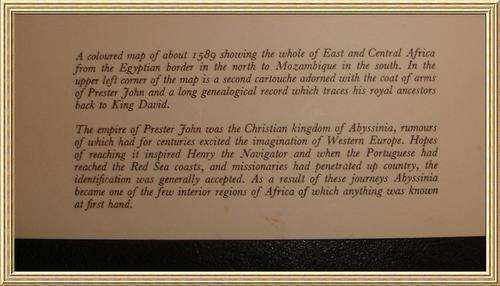 A coloured map of about 1589 showing the whole of East and Central Africa
from the Egyptian border in the north to Mozambique in the south. In the
upper left corner of the map is a second cartouche adorned with the coat of arms
of Prester John and a long genealogical record which traces his royal ancestors
back to King David.
The empire of Prester John was the Christian kingdom of Abyssinia, rumours
of which had for centuries excited the imagination of Western Europe. Hopes
of reaching it inspired Henry the Navigator and when the Portuguese had
reached the Red Sea coasts, and missionaries had penetrated up country, the
identification was generally accepted. As a result of these journeys Abyssinia
became one of the few interior regions of Africa of which anything was known
at first hand.